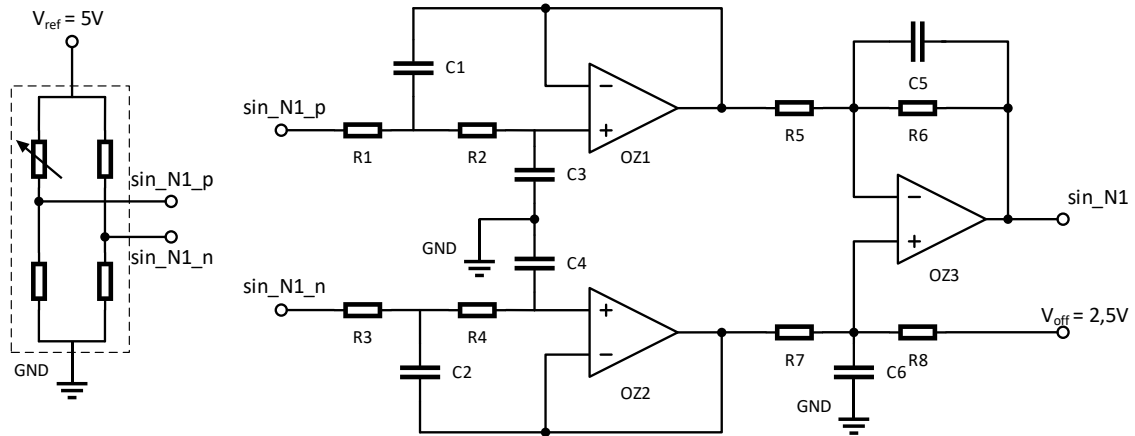 V_ref = 5V
sin_N1_p
sin_N1_n
GND
sin_N1_p
C1
R1
R2
OZ1
C3
GND
C4
sin_N1_n
R3
R4
C2
OZ2
R5
C5
R6
OZ3
sin_N1
R7
R8
V_off = 2,5V
C6
GND